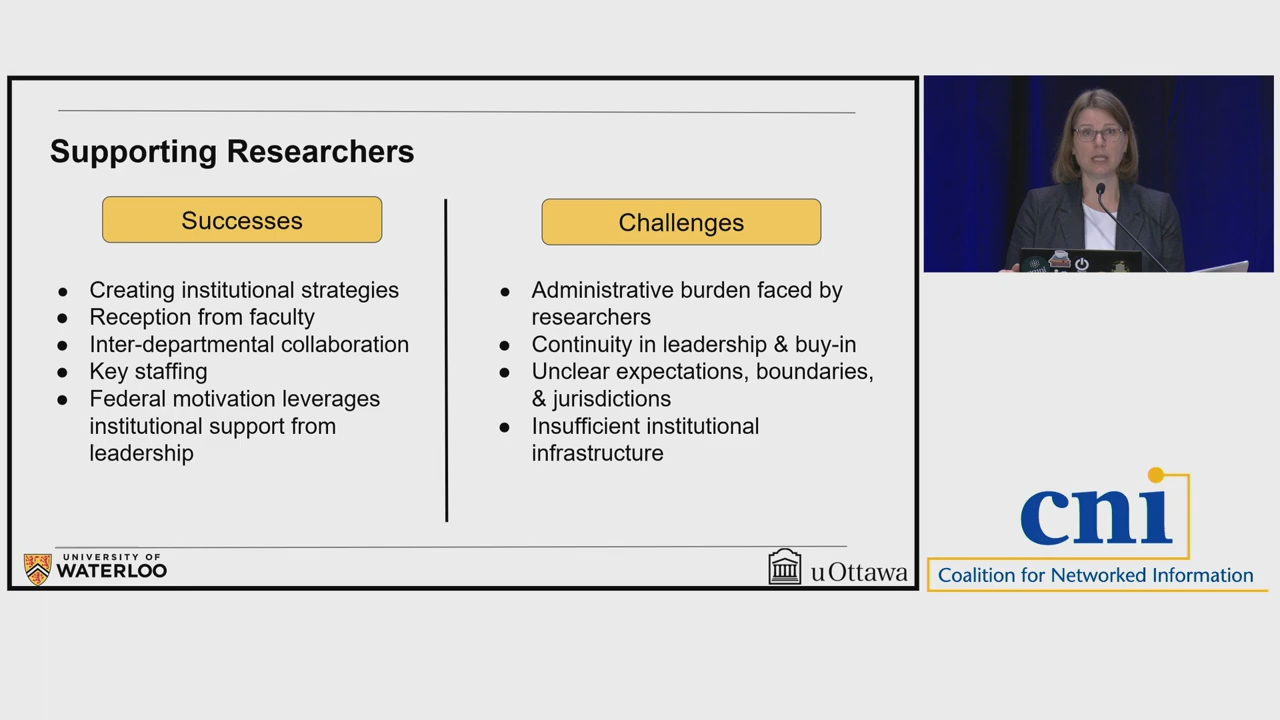 Supporting Researchers
Successes
● Creating institutional strategies
● Reception from faculty
● Inter-departmental collaboration
● Key staffing
● Federal motivation leverages
institutional support from
leadership
Challenges
● Administrative burden faced by
researchers
● Continuity in leadership & buy-in
● Unclear expectations, boundaries,
& jurisdictions
● Insufficient institutional
infrastructure
UNIVERSITY OF
WATERLOO
uOttawa
cni
Coalition for Networked Information